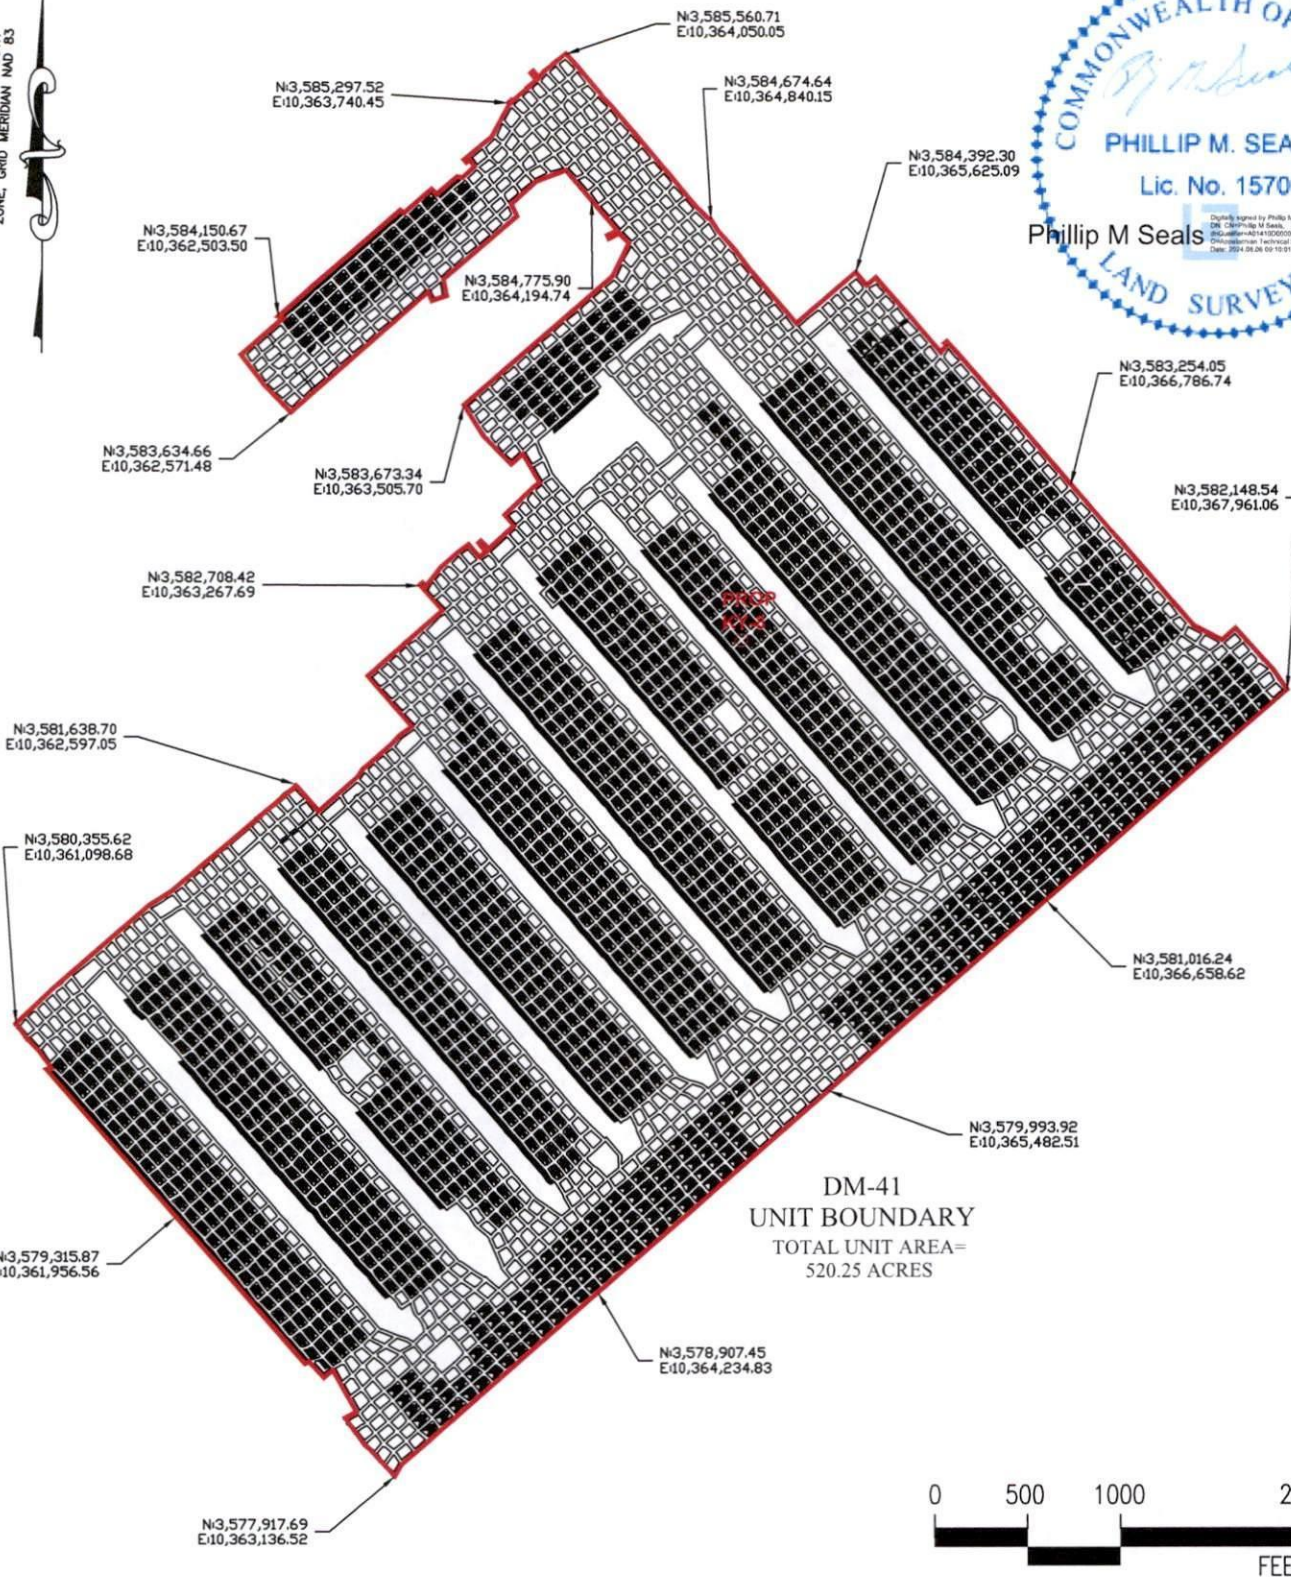 ZONE, GRID MERIDIAN NAD 83
N:3,585,560.71
E:10,364,050.05
N:3,585,297.52
E:10,363,740.45
N:3,584,674.64
E:10,364,840.15
N:3,584,392.30
E:10,365,625.09
COMMONWEALTH OF
PHILLIP M. SEA
Lic. No. 1570
Phillip M Seals
LAND SURVEY
N:3,584,150.67
E:10,362,503.50
N:3,584,775.90
E:10,364,194.74
N:3,583,254.05
E:10,366,786.74
N:3,583,634.66
E:10,362,571.48
N:3,583,673.34
E:10,363,505.70
N:3,582,148.54
E:10,367,961.06
N:3,582,708.42
E:10,363,267.69
PROP
KY-8
N:3,581,638.70
E:10,362,597.05
N:3,580,355.62
E:10,361,098.68
N:3,581,016.24
E:10,366,658.62
N:3,579,993.92
E:10,365,482.51
DM-41
UNIT BOUNDARY
TOTAL UNIT AREA=
520.25 ACRES
N:3,579,315.87
10,361,956.56
N:3,578,907.45
E:10,364,234.83
N:3,577,917.69
E:10,363,136.52
0 500 1000 2
FEE